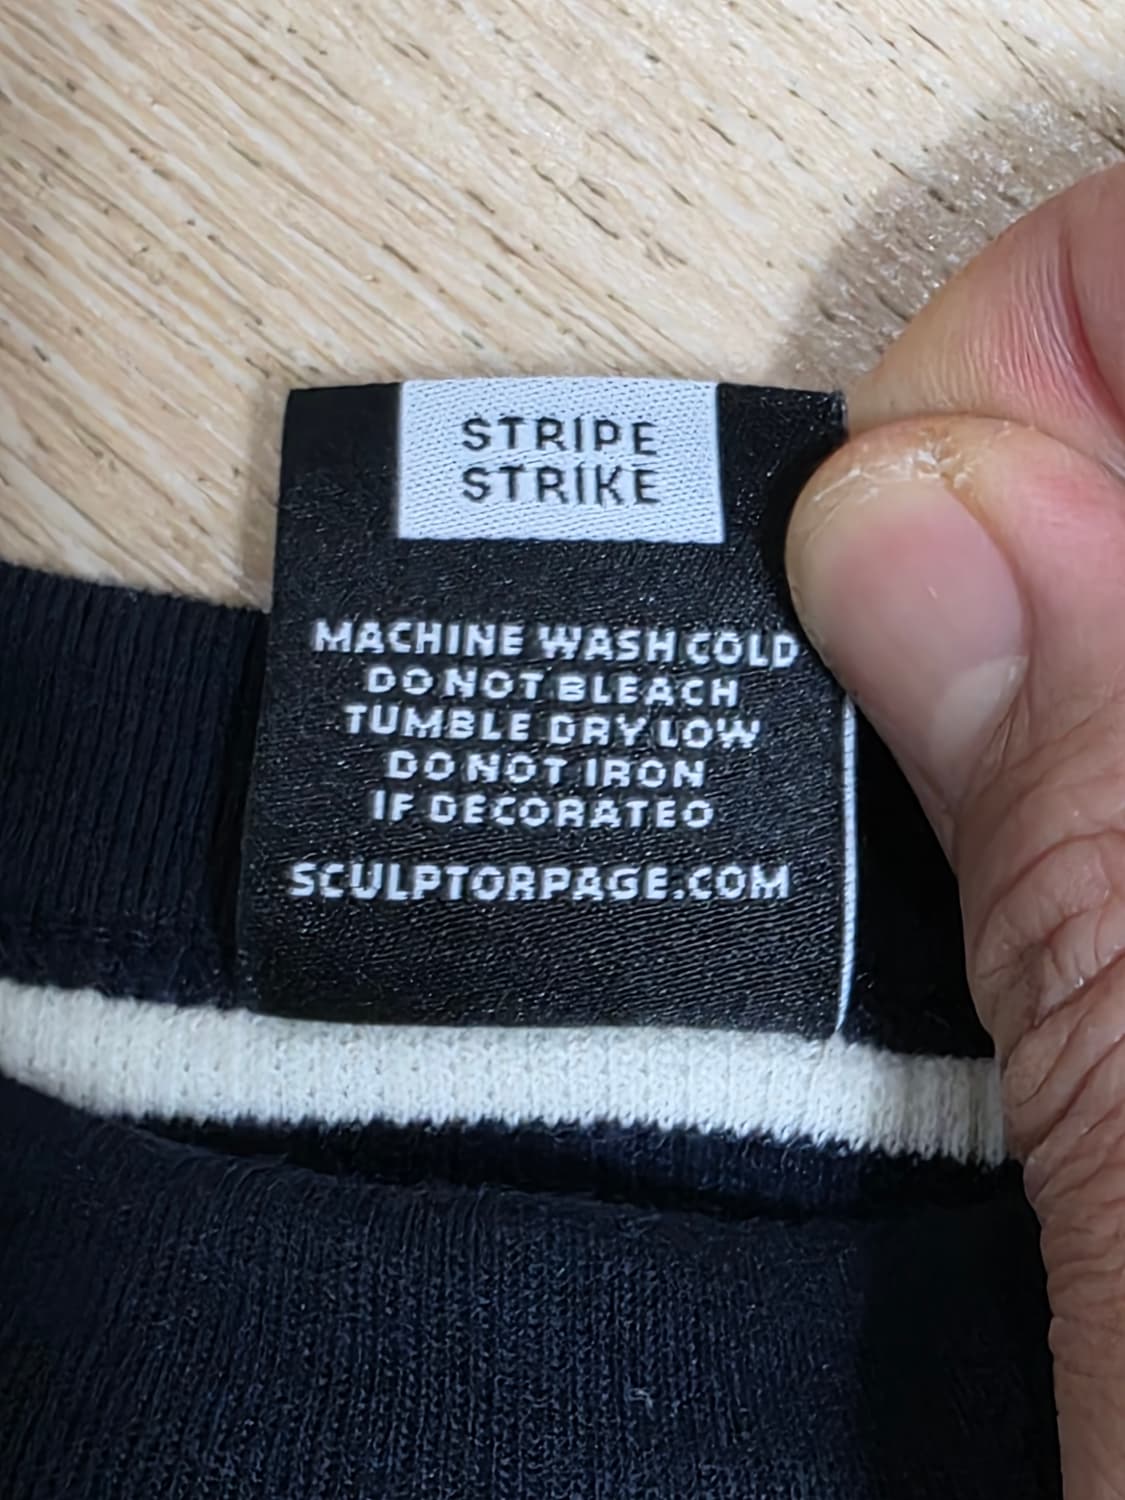 STRIPE
STRIKE
MACHINE WASH COLD
DO NOT BLEACH
TUMBLE DRY LOW
DO NOT IRON
IF DECORATED
SCULPTORPAGE.COM